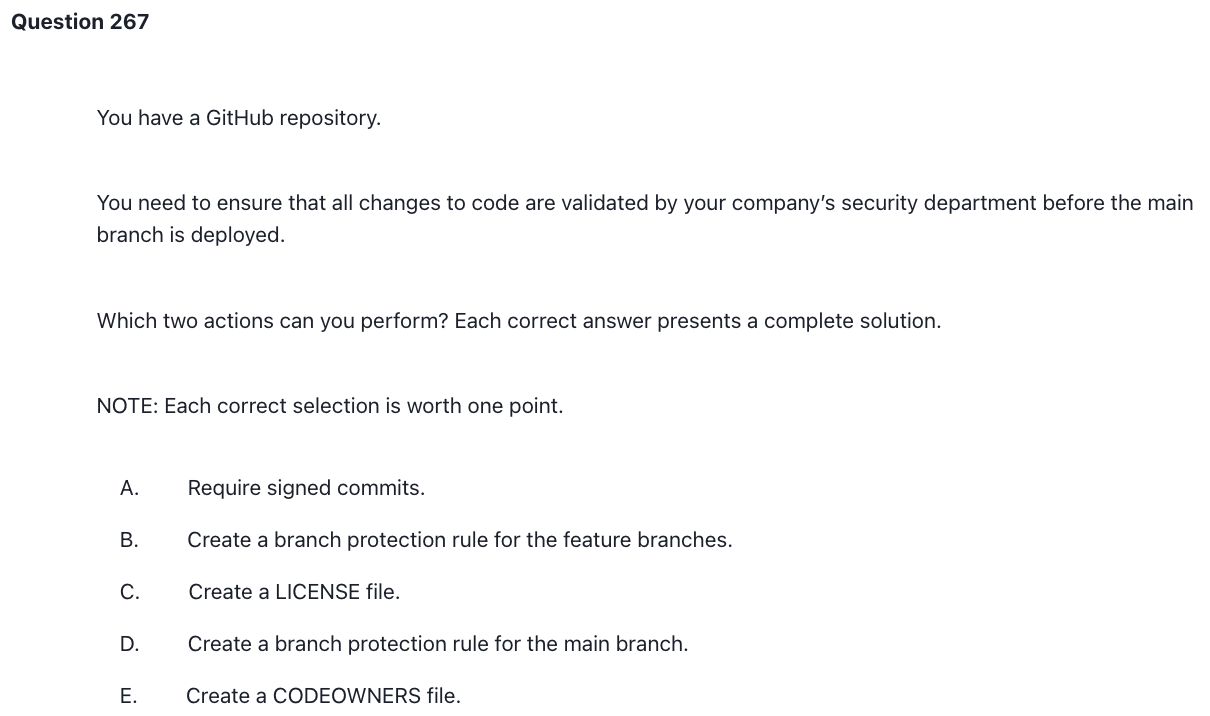 Question 267
You have a GitHub repository.
You need to ensure that all changes to code are validated by your company’s security department before the main
branch is deployed.
Which two actions can you perform? Each correct answer presents a complete solution.
NOTE: Each correct selection is worth one point.
A. Require signed commits.
B. Create a branch protection rule for the feature branches.
C. Create a LICENSE file.
D. Create a branch protection rule for the main branch.
E. Create a CODEOWNERS file.